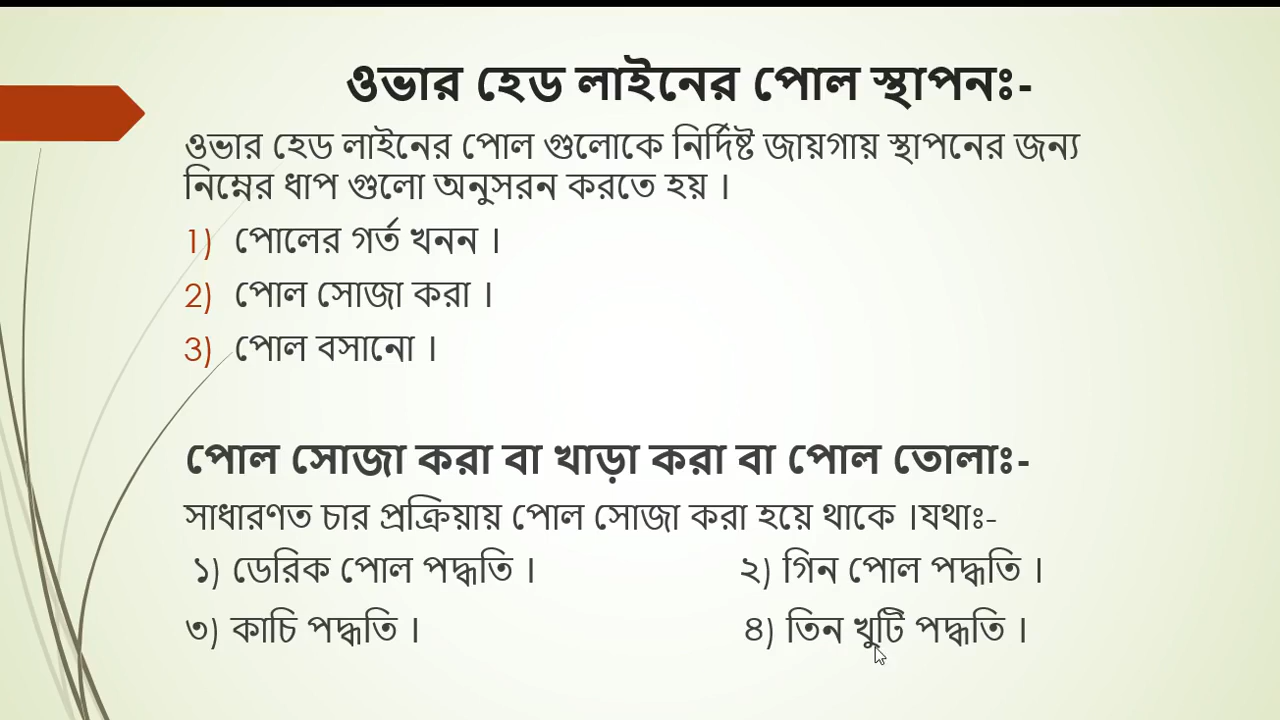 ওভার হেড লাইনের পোল স্থাপনঃ-
ওভার হেড লাইনের পোল গুলোকে নির্দিষ্ট জায়গায় স্থাপনের জন্য
নিম্নের ধাপ গুলো অনুসরন করতে হয় ।
1) পোলের গর্ত খনন ।
2) পোল সোজা করা ।
3) পোল বসানো ।
পোল সোজা করা বা খাড়া করা বা পোল তোলাঃ-
সাধারণত চার প্রক্রিয়ায় পোল সোজা করা হয়ে থাকে ।যথাঃ-
১) ডেরিক পোল পদ্ধতি । ২) গিন পোল পদ্ধতি ।
৩) কাচি পদ্ধতি । ৪) তিন খুটি পদ্ধতি ।